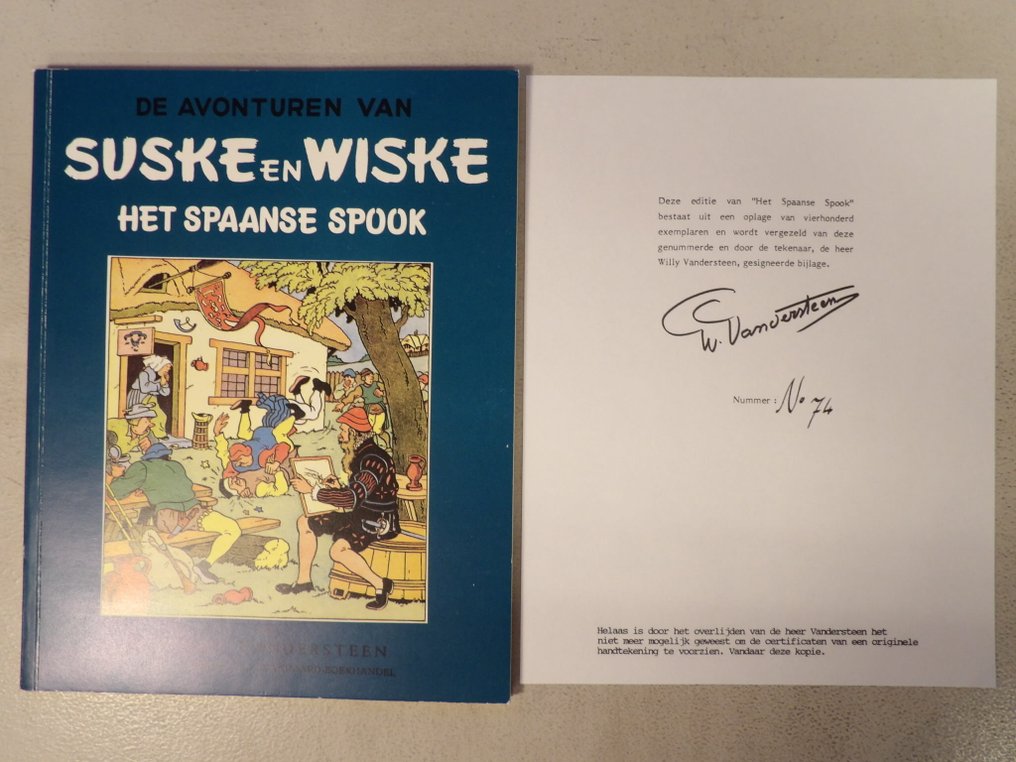 DE AVONTUREN VAN
SUSKE EN WISKE
HET SPAANSE SPOOK
Deze editie van "Het Spaanse Spook"
bestaat uit een oplage van vierhonderd
exemplaren en wordt vergezeld van deze
genummerde en door de tekenaar, de heer
Willy Vandersteen, gesigneerde bijlage.
W. Vandersteen
Nummer : No 74
Helaas is door het overlijden van de heer Vandersteen het
niet meer mogelijk geweest om de certificaten van een originele
handtekening te voorzien. Vandaar deze kopie.